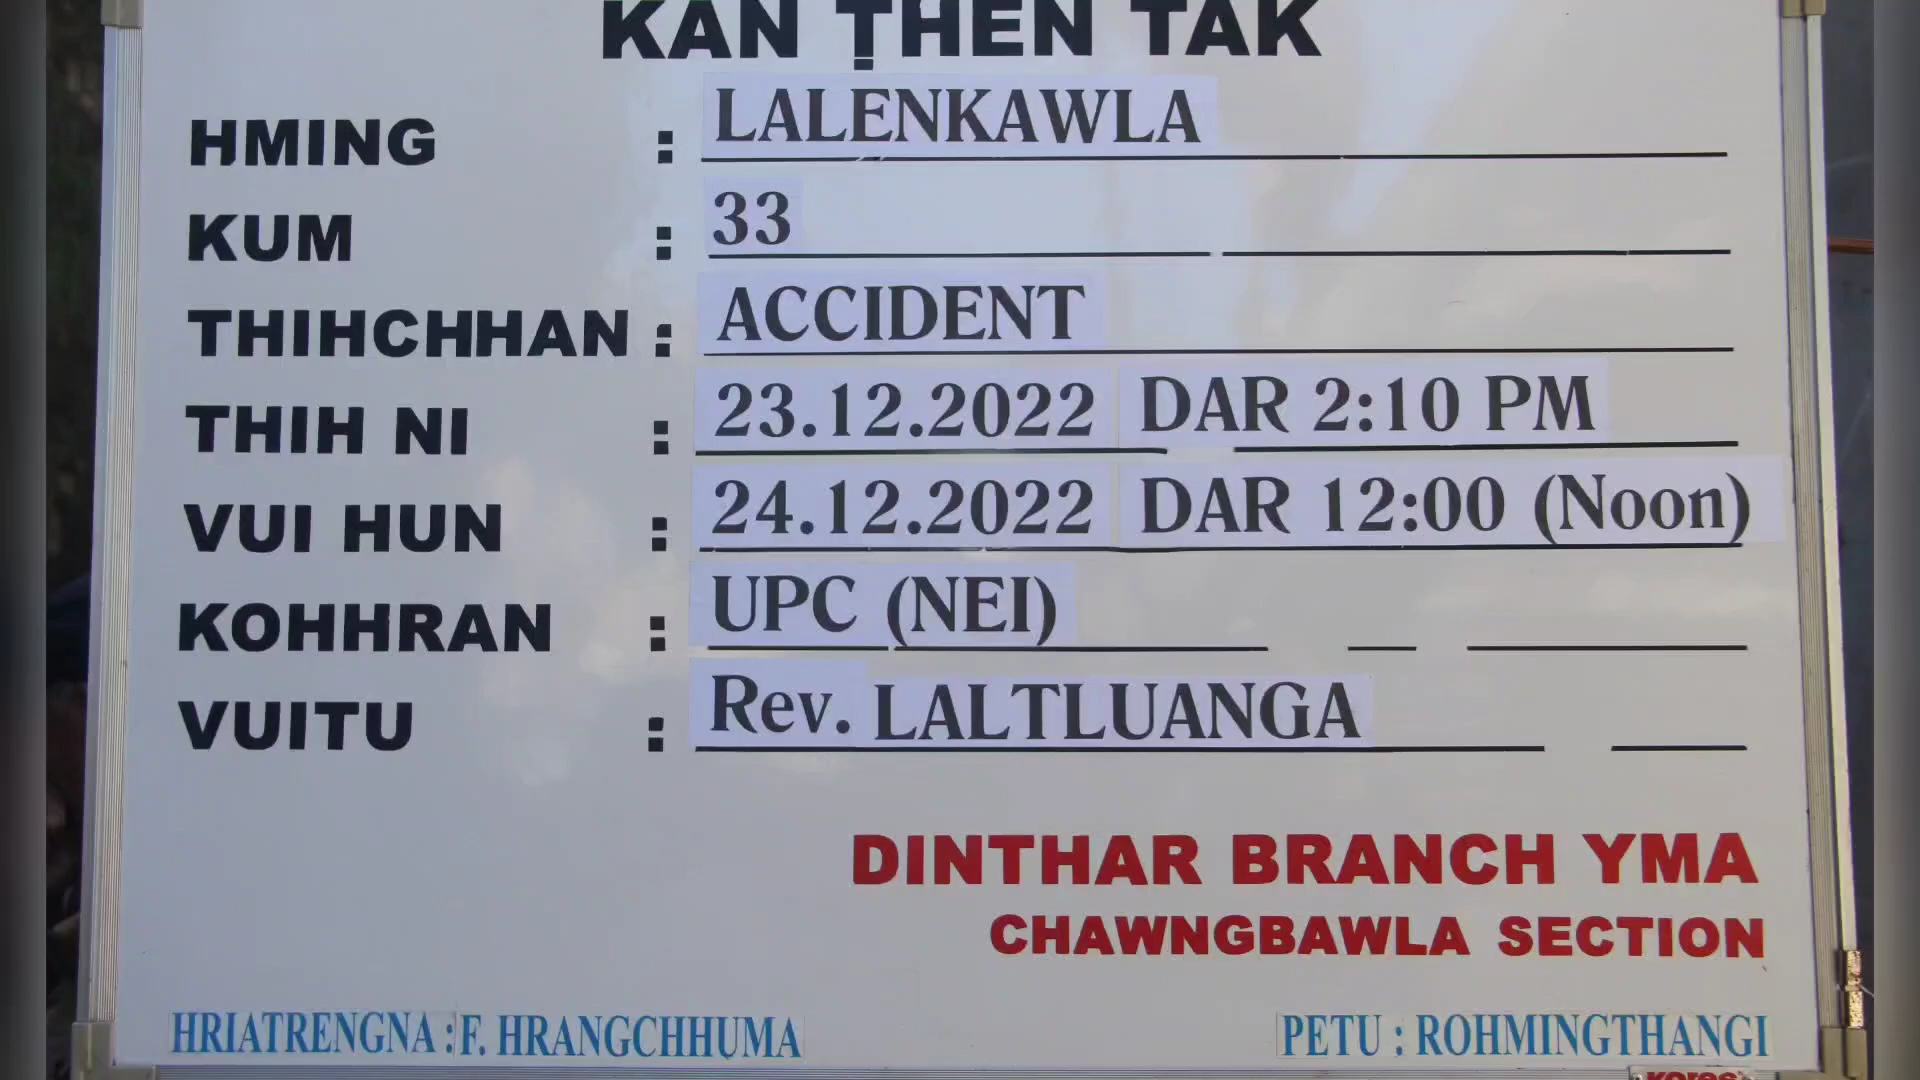 KAN ṬHEN TAK
HMING : LALENKAWLA
KUM : 33
THIHCHHAN : ACCIDENT
THIH NI : 23.12.2022 DAR 2:10 PM
VUI HUN : 24.12.2022 DAR 12:00 (Noon)
KOHHRAN : UPC (NEI)
VUITU : Rev. LALTLUANGA
DINTHAR BRANCH YMA
CHAWNGBAWLA SECTION
HRIATRENGNA : F. HRANGCHHUMA PETU : ROHMINGTHANGI